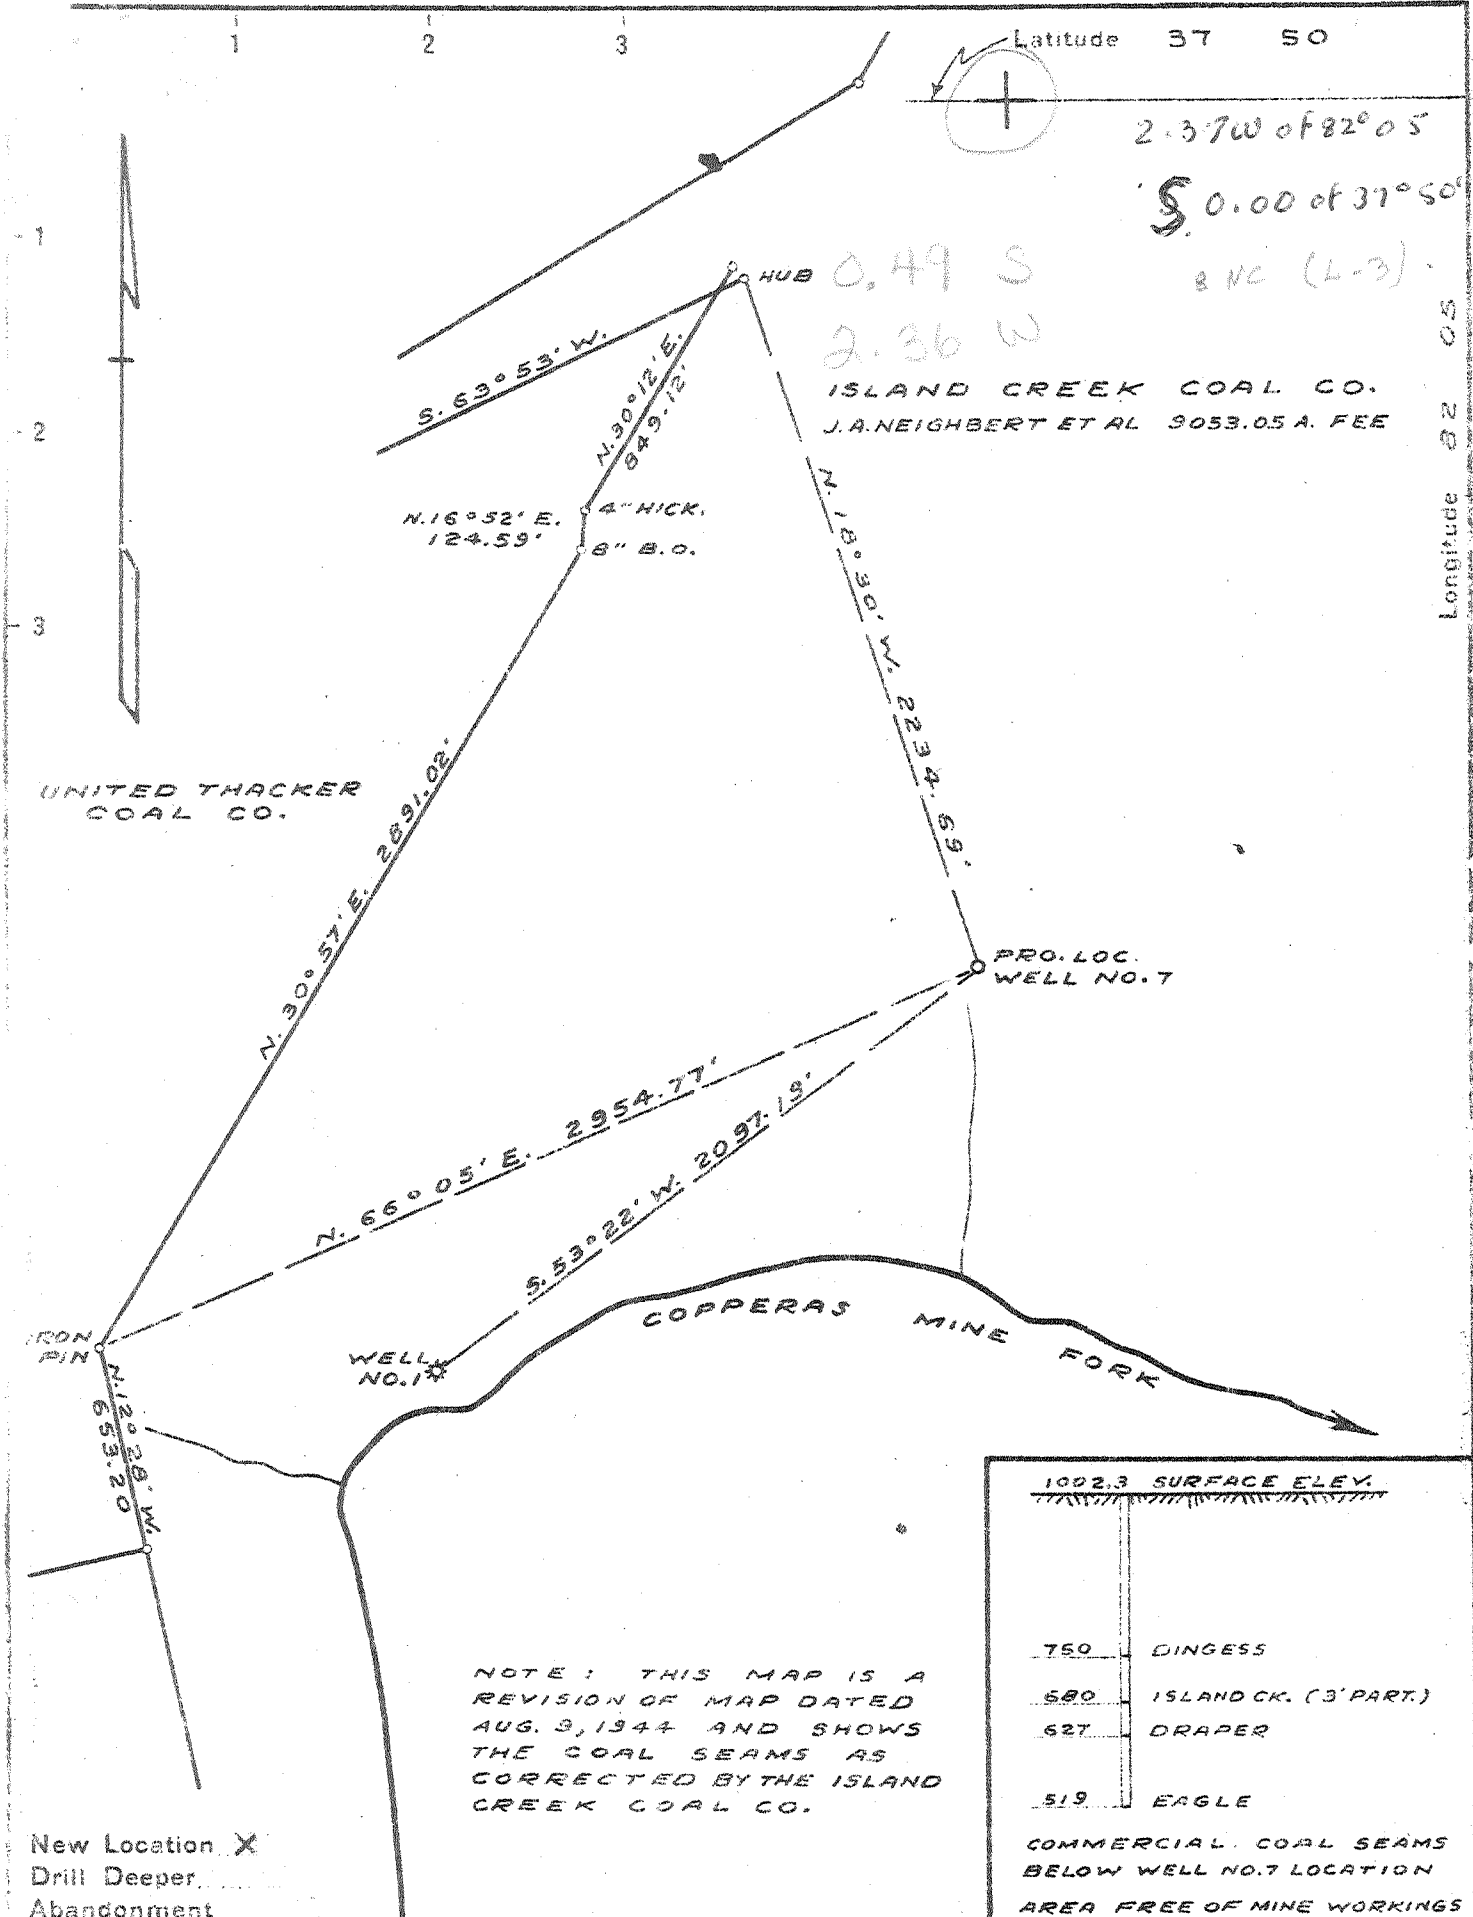 1 2 3
Latitude 37 50
2.37W of 82° 05
S 0.00 of 37° 50'
1
HUB
0.49 S
(L-3).
2.36 W
Longitude 82 05
S. 63° 53' W.
N. 30° 12' E.
849.12'
ISLAND CREEK COAL CO.
J.A. NEIGHBERT ET AL 9053.05 A. FEE
2
N. 16° 52' E.
124.59'
4" HICK.
8" B.O.
N. 18° 30' W. 2234.59'
3
UNITED THACKER
COAL CO.
N. 30° 57' E. 2891.02'
PRO. LOC.
WELL NO. 7
N. 66° 05' E. 2954.77'
S. 53° 22' W. 2097.19'
COPPERAS MINE FORK
IRON
PIN
WELL
NO. 1
N. 12° 28' W.
653.20
1002.3 SURFACE ELEV.
750 DINGESS
680 ISLAND CK. (3' PART.)
627 DRAPER
519 EAGLE
COMMERCIAL COAL SEAMS
BELOW WELL NO. 7 LOCATION
AREA FREE OF MINE WORKINGS
NOTE: THIS MAP IS A
REVISION OF MAP DATED
AUG. 9, 1944 AND SHOWS
THE COAL SEAMS AS
CORRECTED BY THE ISLAND
CREEK COAL CO.
New Location X
Drill Deeper
Abandonment